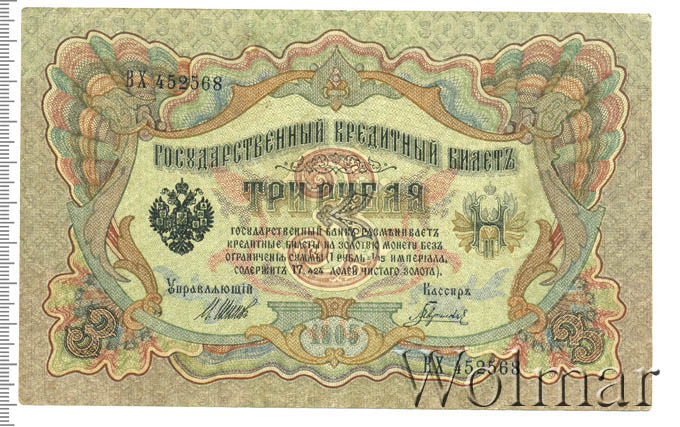 ВХ 452568
ГОСУДАРСТВЕННЫЙ КРЕДИТНЫЙ БИЛЕТЪ
ТРИ РУБЛЯ
3
Н
ГОСУДАРСТВЕННЫЙ БАНКЪ РАЗМѢНИВАЕТЪ
КРЕДИТНЫЕ БИЛЕТЫ НА ЗОЛОТУЮ МОНЕТУ БЕЗЪ
ОГРАНИЧЕНІЯ СУММЫ (1 РУБЛЬ = 1/15 ИМПЕРІАЛА,
СОДЕРЖИТЪ 17,424 ДОЛЕЙ ЧИСТАГО ЗОЛОТА).
Управляющій Кассиръ
1905
ВХ 452568
Wolmar